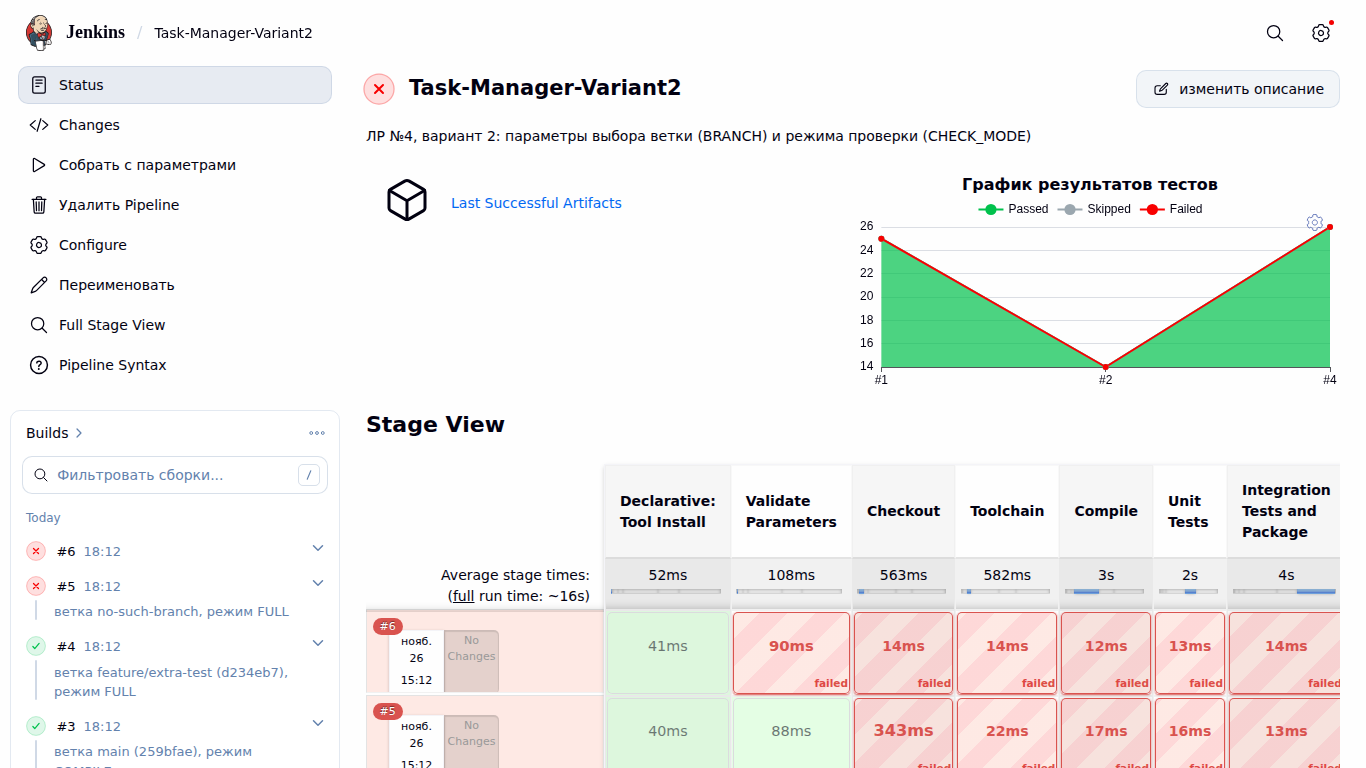 Jenkins / Task-Manager-Variant2
Status
Changes
Собрать с параметрами
Удалить Pipeline
Configure
Переименовать
Full Stage View
Pipeline Syntax
Builds
Фильтровать сборки... /
Today
#6 18:12
#5 18:12
ветка no-such-branch, режим FULL
#4 18:12
ветка feature/extra-test (d234eb7),
режим FULL
#3 18:12
ветка main (259bfae), режим
Task-Manager-Variant2
изменить описание
ЛР №4, вариант 2: параметры выбора ветки (BRANCH) и режима проверки (CHECK_MODE)
Last Successful Artifacts
График результатов тестов
Passed Skipped Failed
26
24
22
20
18
16
14
#1 #2 #4
Stage View
Declarative:
Tool Install
Validate
Parameters
Checkout
Toolchain
Compile
Unit
Tests
Integration
Tests and
Package
Average stage times:
(full run time: ~16s)
52ms 108ms 563ms 582ms 3s 2s 4s
#6
нояб.
26
15:12
No
Changes
41ms
90ms
failed
14ms
failed
14ms
failed
12ms
failed
13ms
failed
14ms
failed
#5
нояб.
26
15:12
No
Changes
40ms
88ms
343ms
failed
22ms
failed
17ms
failed
16ms
failed
13ms
failed